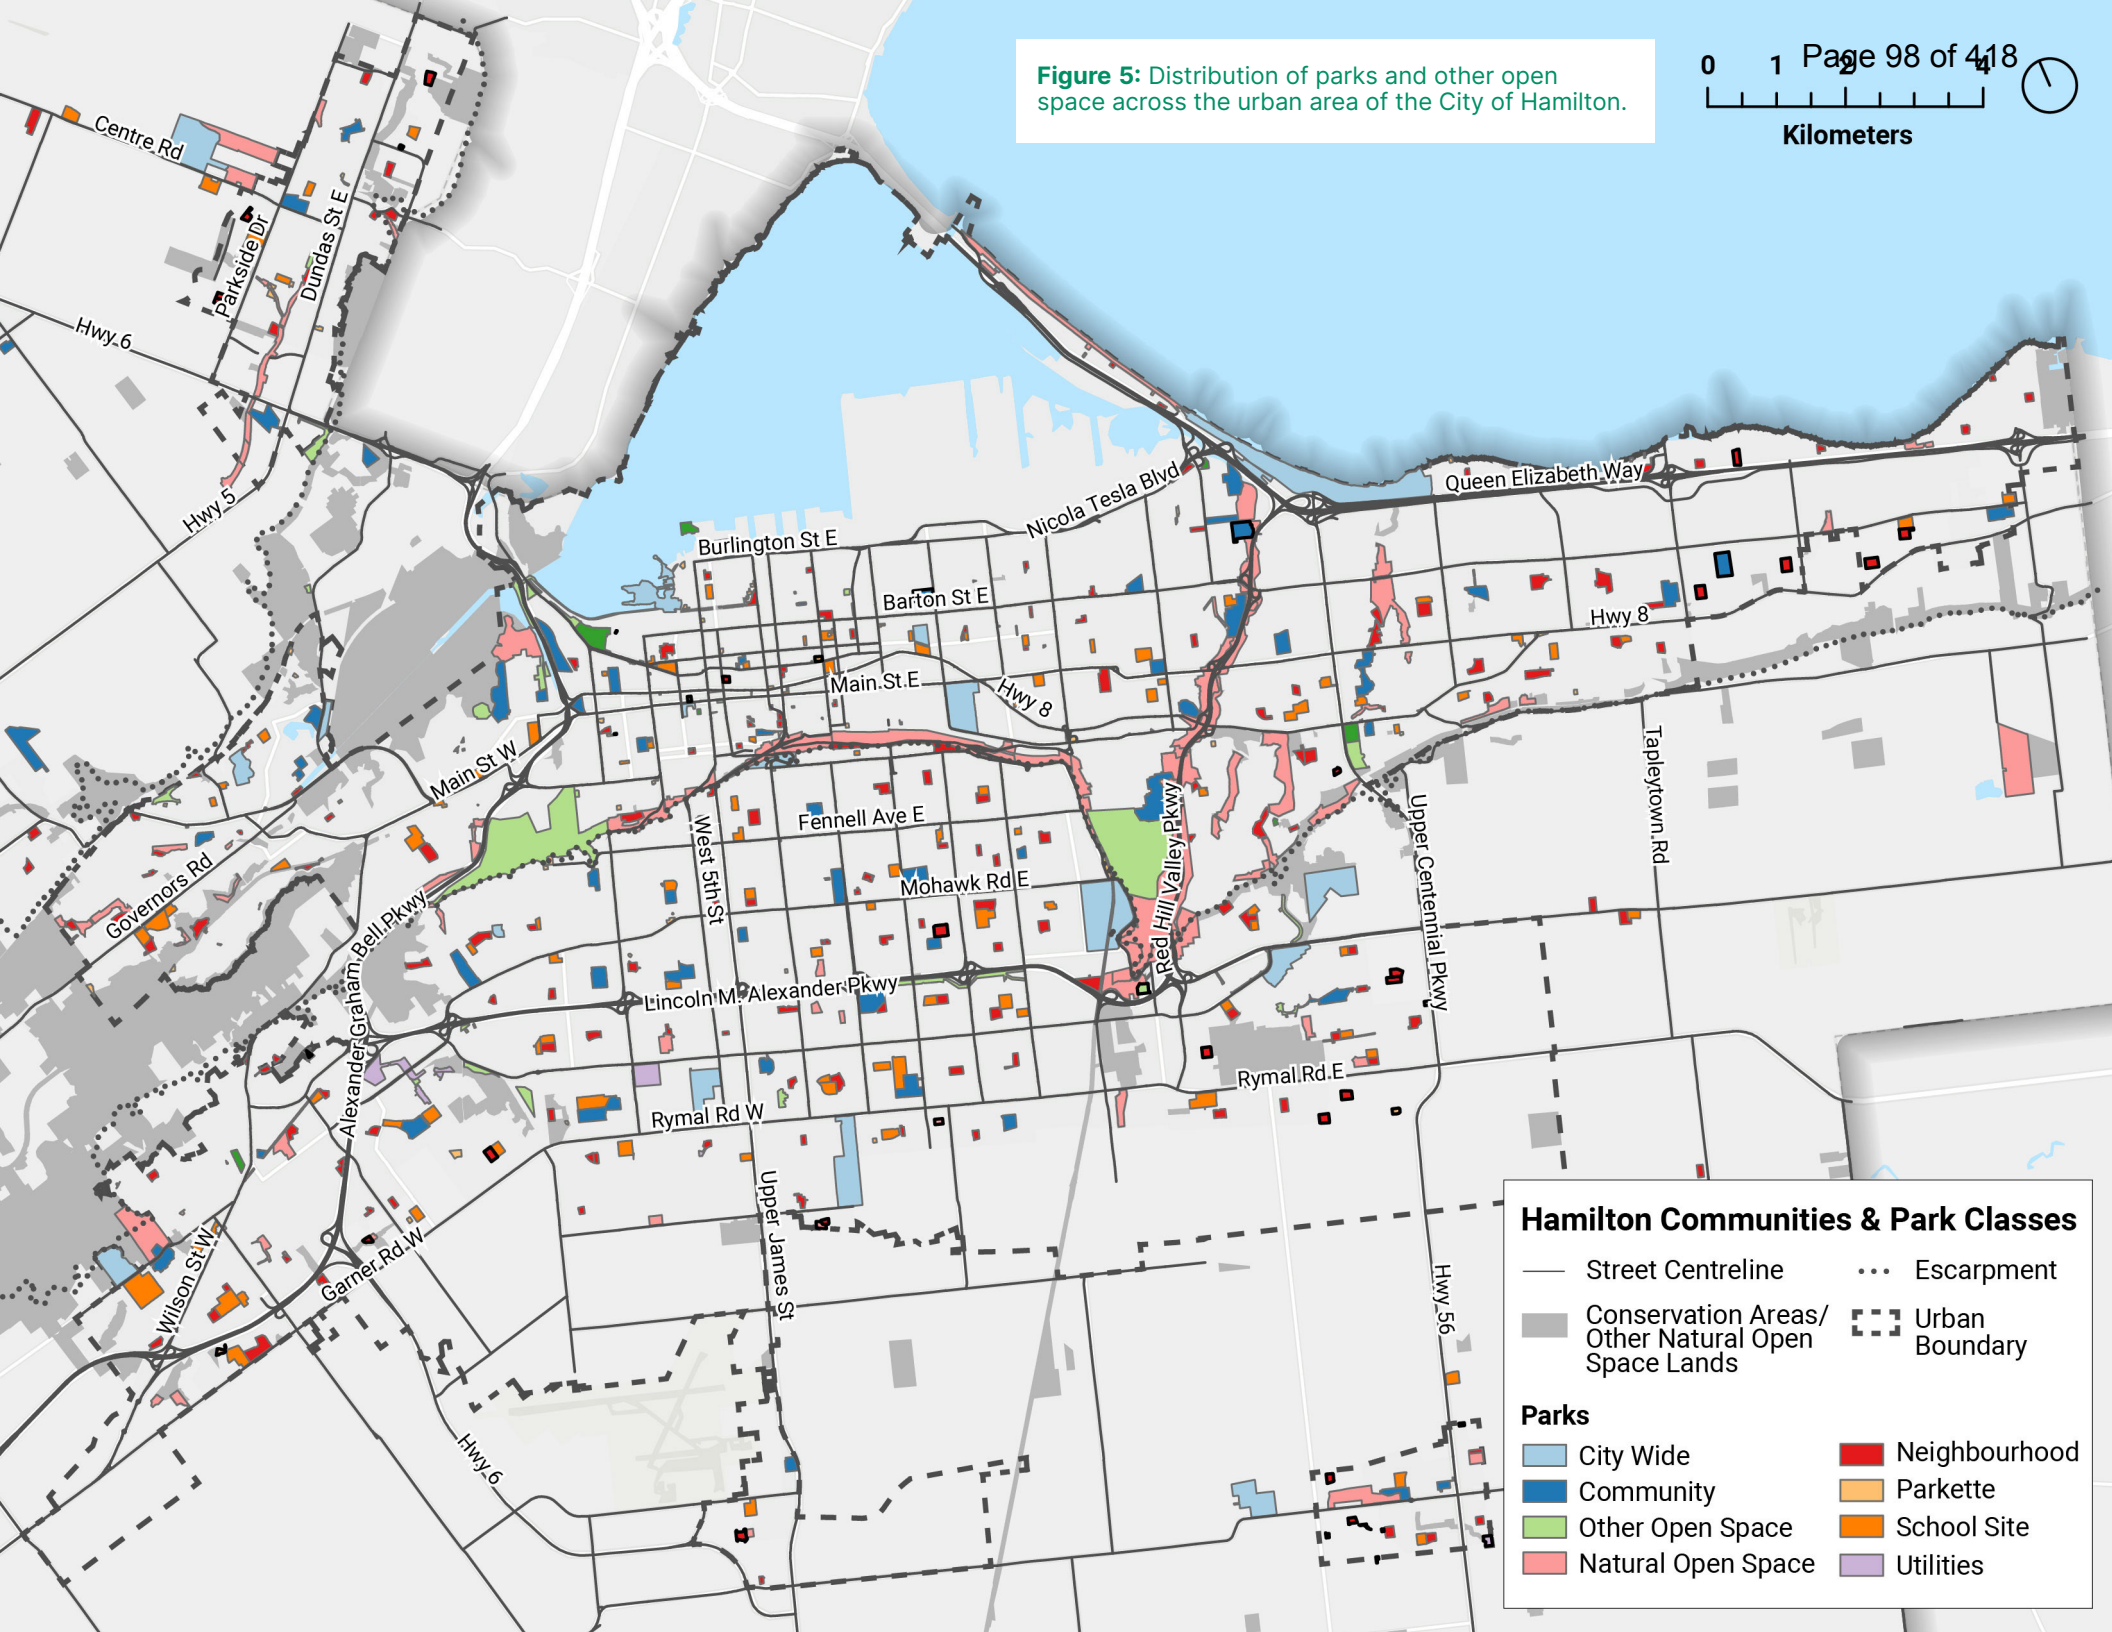 Figure 5: Distribution of parks and other open
space across the urban area of the City of Hamilton.
Page 98 of 418
0 1 2 4
Kilometers
Centre Rd
Parkside Dr
Dundas St E
Hwy 6
Hwy 5
Burlington St E
Nicola Tesla Blvd
Queen Elizabeth Way
Barton St E
Hwy 8
Main St E
Hwy 8
Main St W
Tapleytown Rd
Governors Rd
West 5th St
Fennell Ave E
Mohawk Rd E
Red Hill Valley Pkwy
Upper Centennial Pkwy
Alexander Graham Bell Pkwy
Lincoln M. Alexander Pkwy
Rymal Rd E
Rymal Rd W
Upper James St
Wilson St W
Garner Rd W
Hwy 56
Hwy 6
Hamilton Communities & Park Classes
Street Centreline
Escarpment
Conservation Areas/
Other Natural Open
Space Lands
Urban
Boundary
Parks
City Wide
Community
Other Open Space
Natural Open Space
Neighbourhood
Parkette
School Site
Utilities